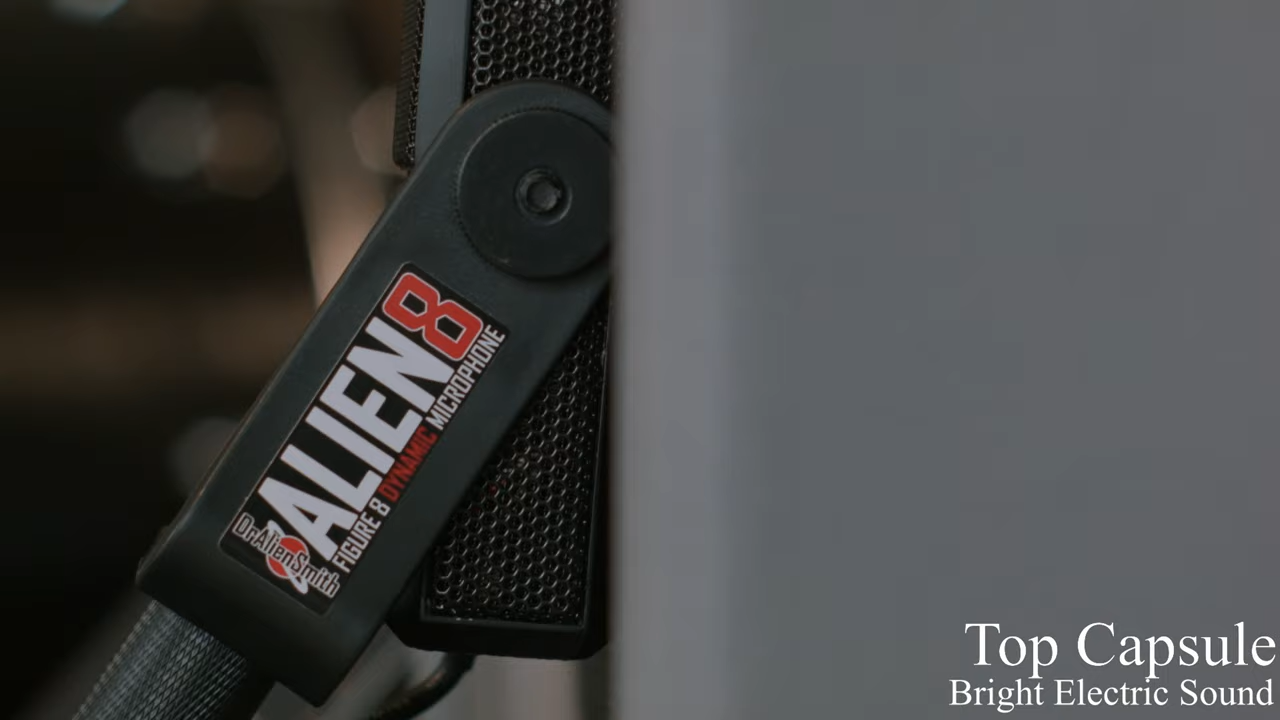 ALIEN8
FIGURE 8 DYNAMIC MICROPHONE
DrAlienSmith
Top Capsule
Bright Electric Sound